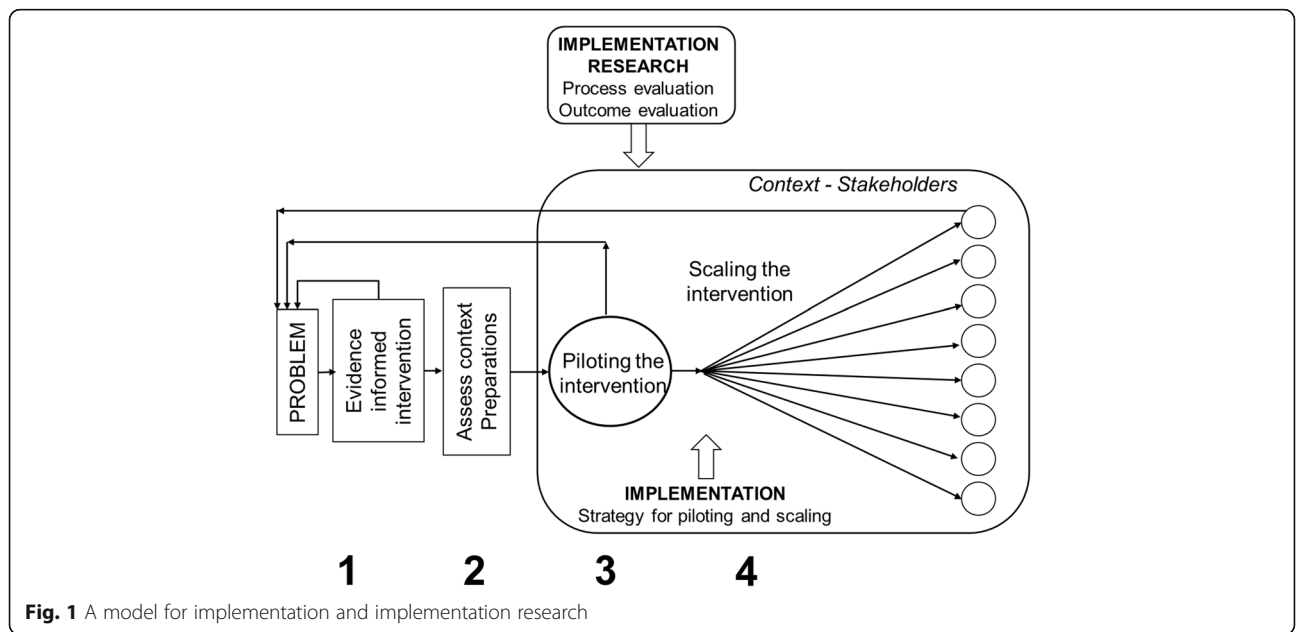 IMPLEMENTATION
RESEARCH
Process evaluation
Outcome evaluation
Context - Stakeholders
Scaling the
intervention
PROBLEM
Evidence
informed
intervention
Assess context
Preparations
Piloting the
intervention
IMPLEMENTATION
Strategy for piloting and scaling
1 2 3 4
Fig. 1 A model for implementation and implementation research